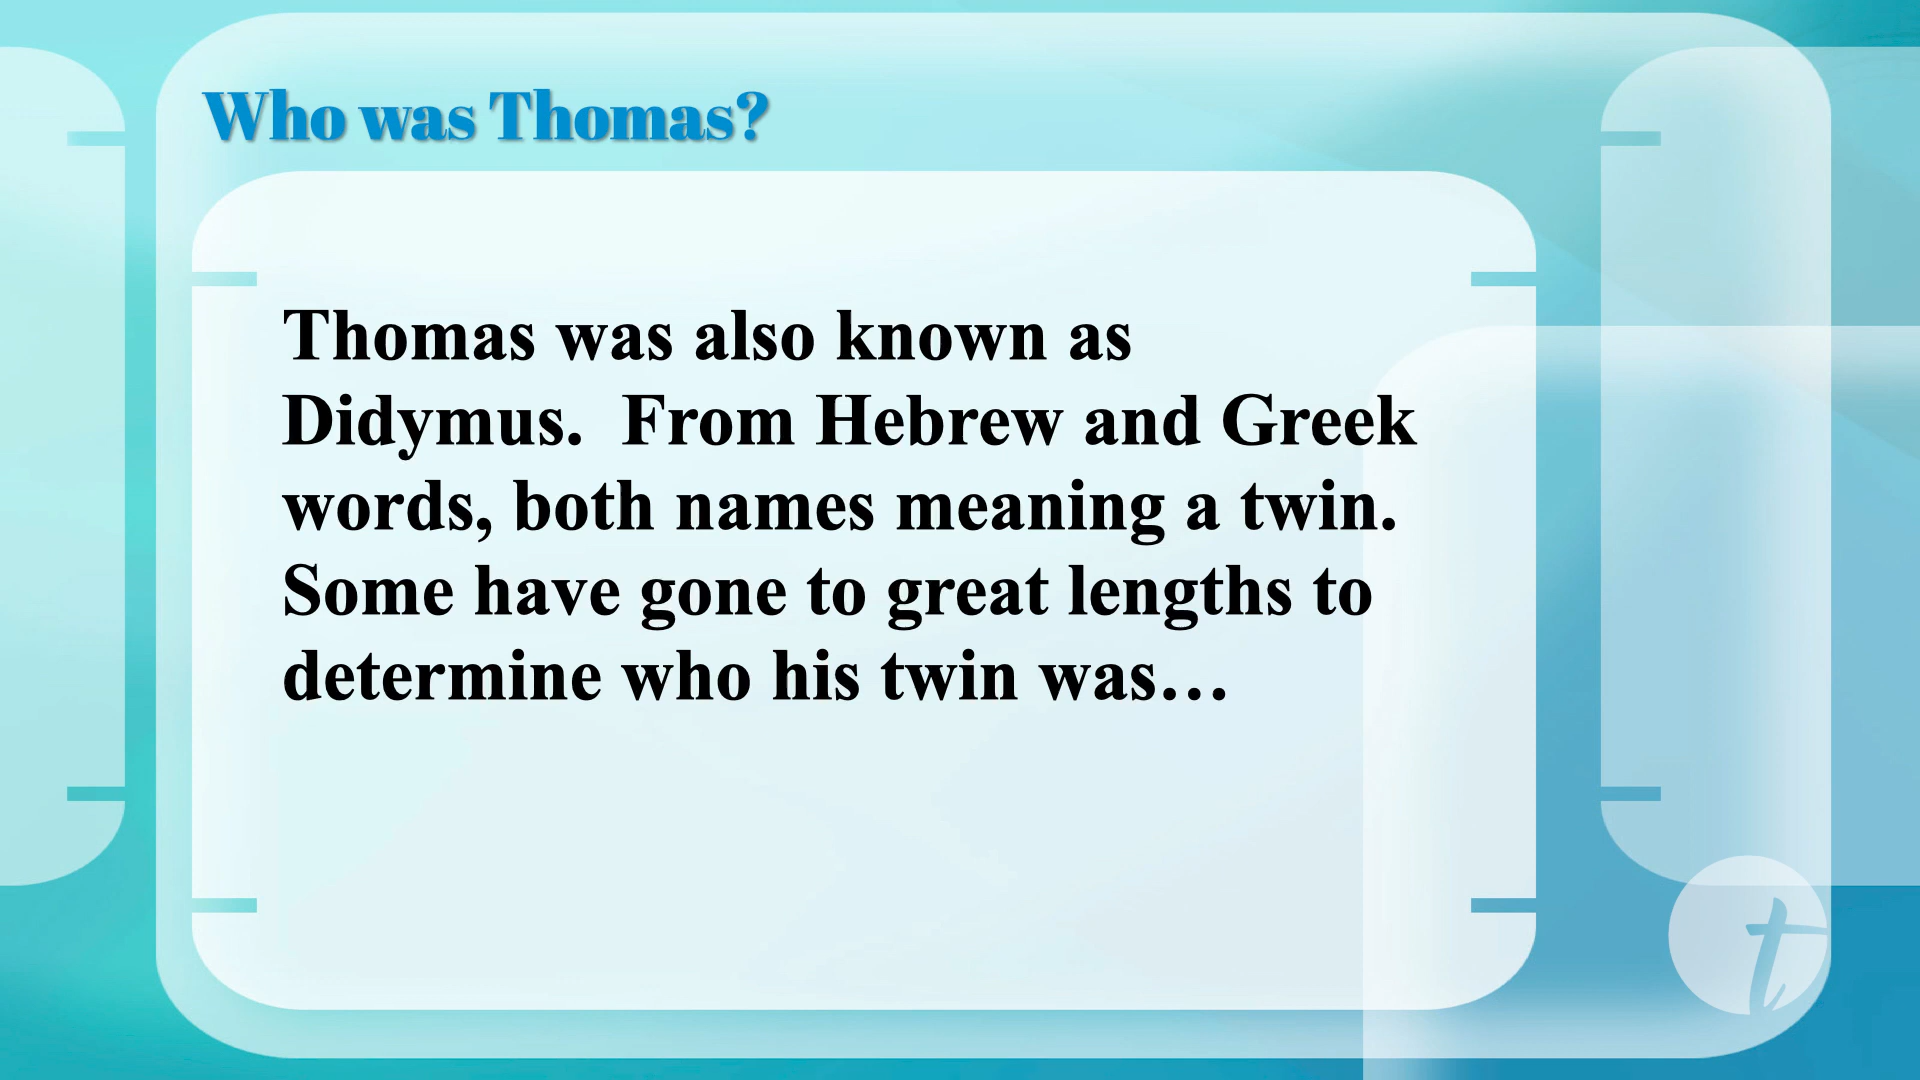 Who was Thomas?
Thomas was also known as
Didymus.  From Hebrew and Greek
words, both names meaning a twin.
Some have gone to great lengths to
determine who his twin was…
t